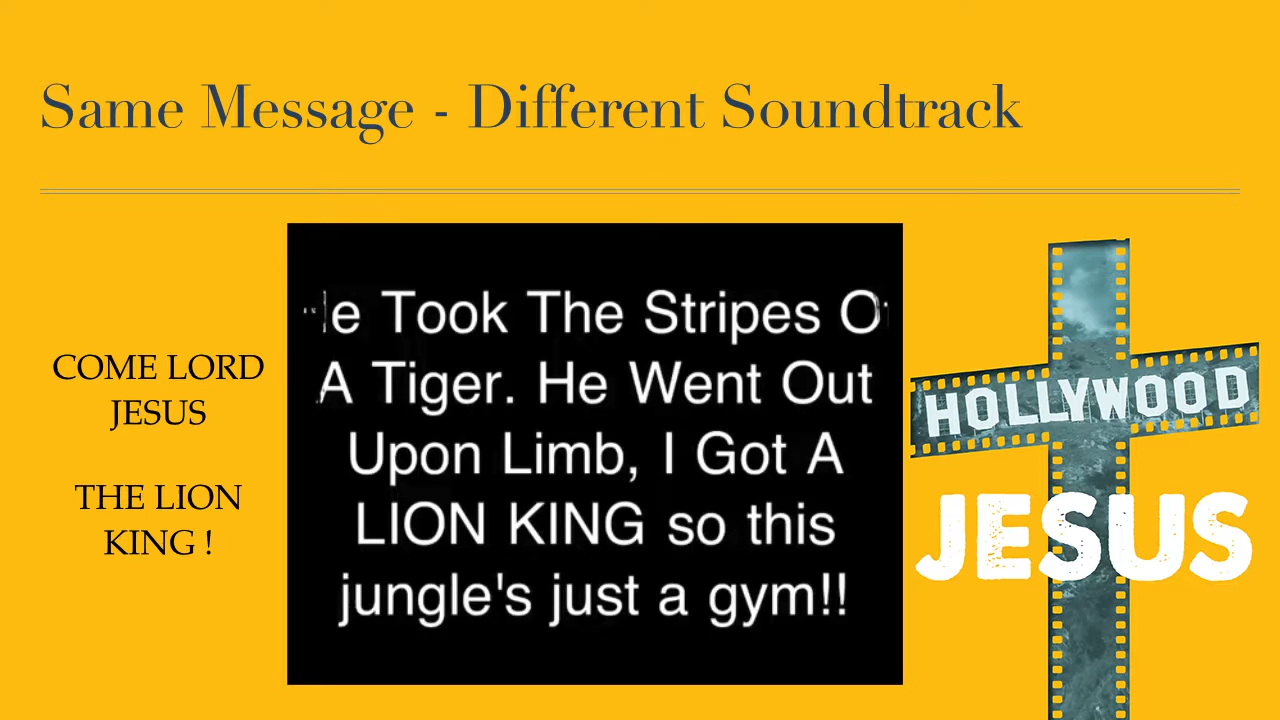 Same Message - Different Soundtrack
COME LORD
JESUS
THE LION
KING !
Took The Stripes
A Tiger. He Went Out
Upon Limb, I Got A
LION KING so this
jungle's just a gym!!
HOLLYWOOD
JESUS